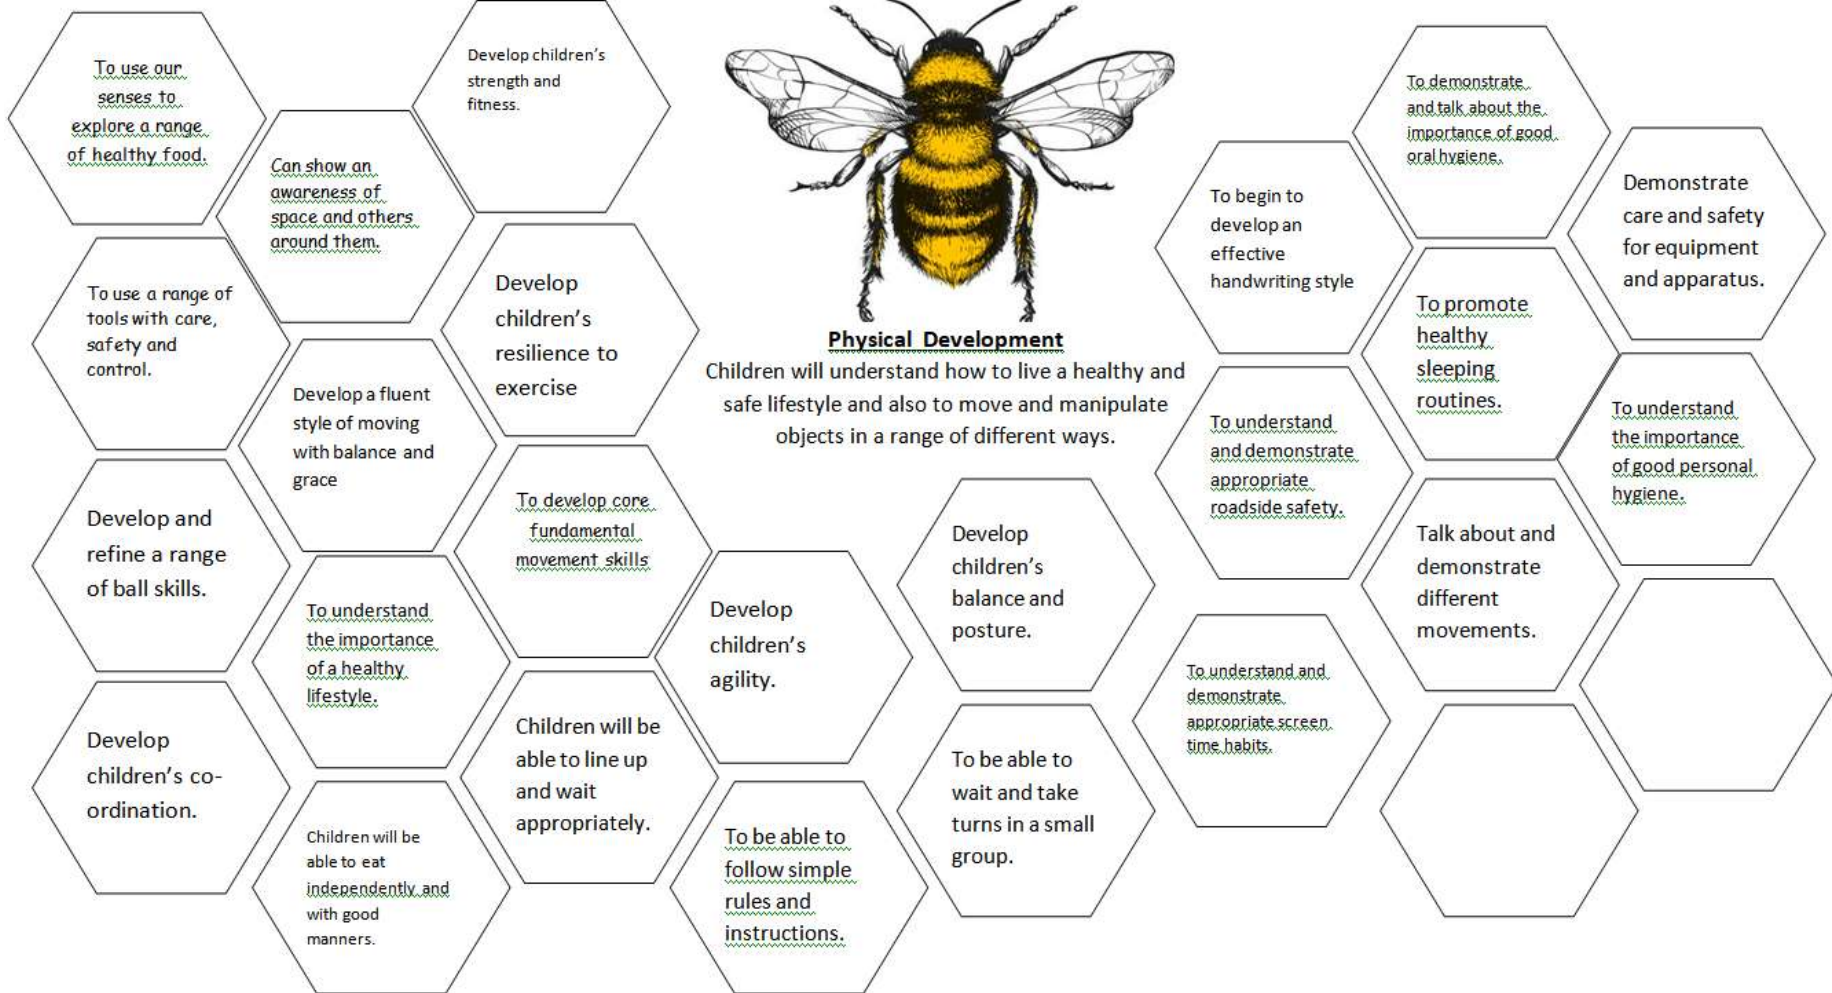 To use our
senses to
explore a range
of healthy food.
Can show an
awareness of
space and others
around them.
Develop children's
strength and
fitness.
To use a range of
tools with care,
safety and
control.
Develop a fluent
style of moving
with balance and
grace
Develop
children's
resilience to
exercise
Develop and
refine a range
of ball skills.
To understand
the importance
of a healthy
lifestyle.
To develop core
fundamental
movement skills
Develop
children's co-
ordination.
Children will be
able to eat
independently and
with good
manners.
Children will be
able to line up
and wait
appropriately.
Develop
children's
agility.
To be able to
follow simple
rules and
instructions.
Physical Development
Children will understand how to live a healthy and
safe lifestyle and also to move and manipulate
objects in a range of different ways.
Develop
children's
balance and
posture.
To be able to
wait and take
turns in a small
group.
To begin to
develop an
effective
handwriting style
To demonstrate
and talk about the
importance of good
oral hygiene.
Demonstrate
care and safety
for equipment
and apparatus.
To promote
healthy
sleeping
routines.
To understand
and demonstrate
appropriate
roadside safety.
To understand
the importance
of good personal
hygiene.
Talk about and
demonstrate
different
movements.
To understand and
demonstrate
appropriate screen
time habits.